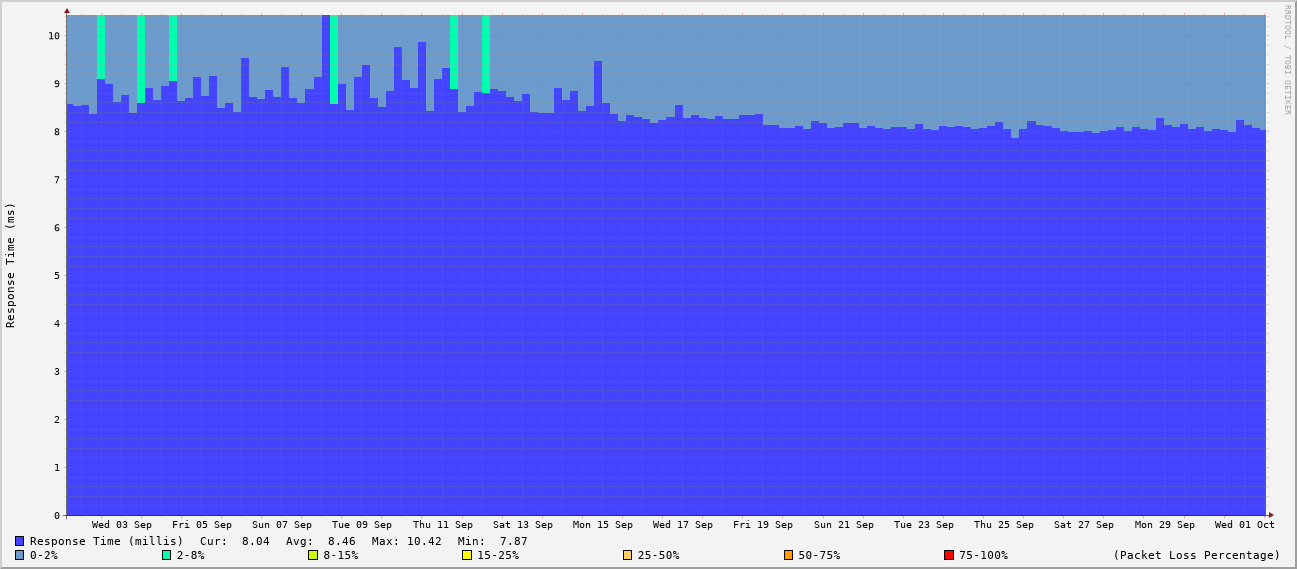 RRDTOOL / TOBI OETIKER
Response Time (ms)
10
9
8
7
6
5
4
3
2
1
0
Wed 03 Sep Fri 05 Sep Sun 07 Sep Tue 09 Sep Thu 11 Sep Sat 13 Sep Mon 15 Sep Wed 17 Sep Fri 19 Sep Sun 21 Sep Tue 23 Sep Thu 25 Sep Sat 27 Sep Mon 29 Sep Wed 01 Oct
Response Time (millis) Cur: 8.04 Avg: 8.46 Max: 10.42 Min: 7.87
0-2% 2-8% 8-15% 15-25% 25-50% 50-75% 75-100% (Packet Loss Percentage)